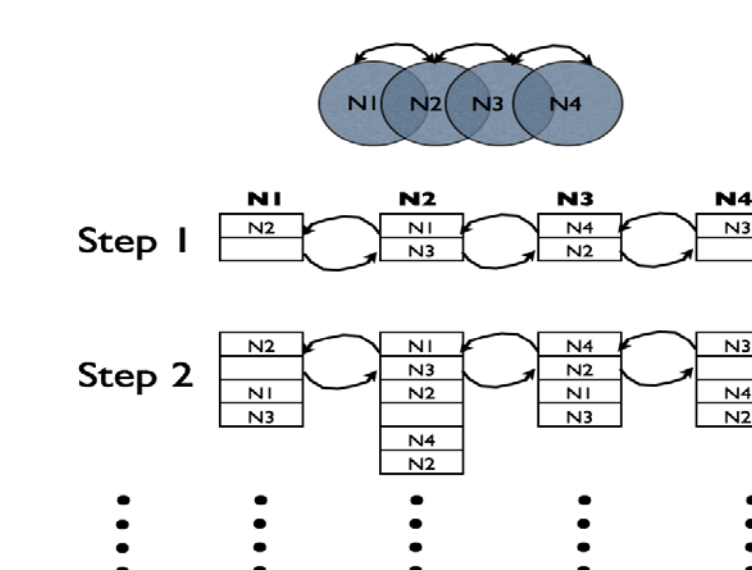 N1 N2 N3 N4
N1 N2 N3 N4
Step 1
N2 N1 N4 N3
N3 N2
Step 2
N2 N1 N4 N3
N3 N2
N1 N2 N1 N4
N3 N3 N2
N4
N2